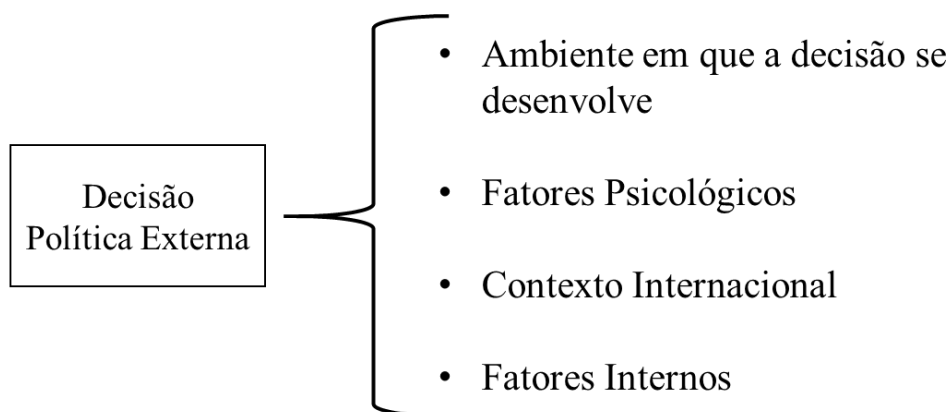 Decisão
Política Externa
• Ambiente em que a decisão se
desenvolve
• Fatores Psicológicos
• Contexto Internacional
• Fatores Internos